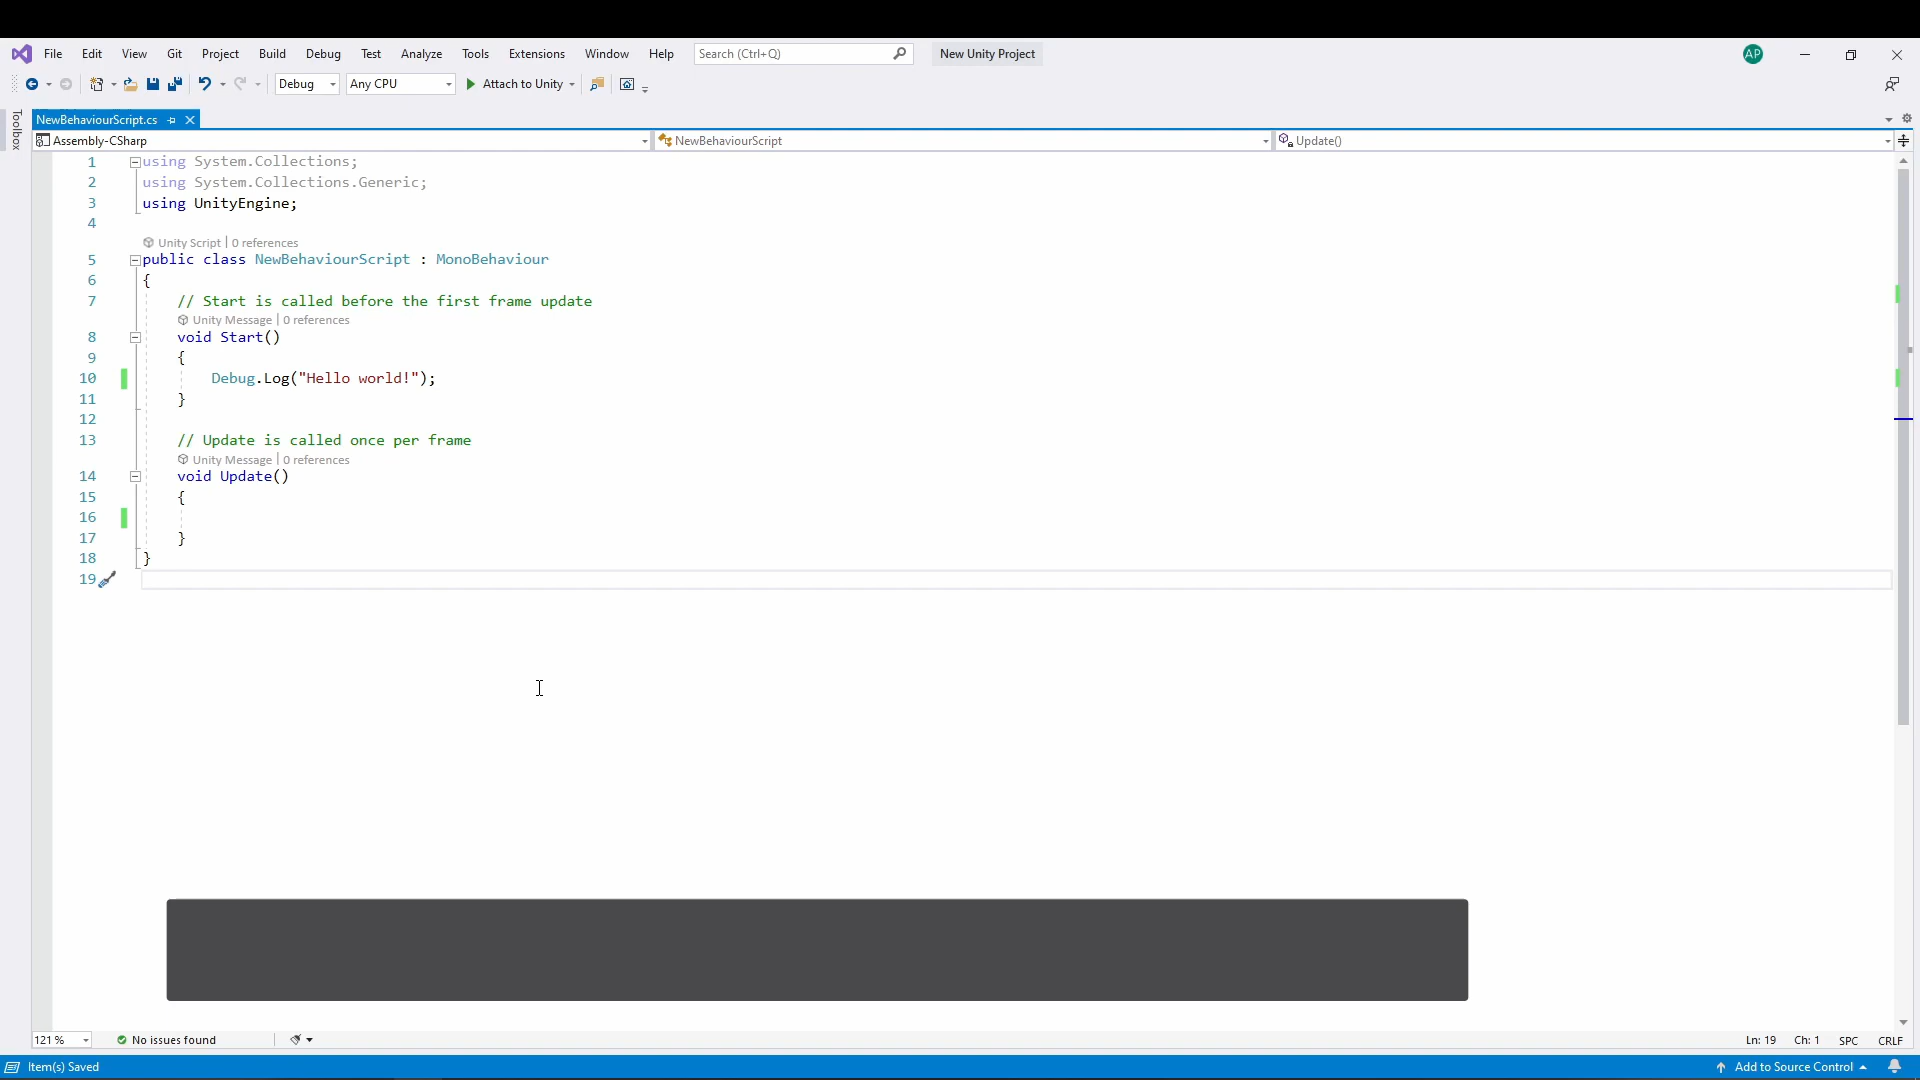 File Edit View Git Project Build Debug Test Analyze Tools Extensions Window Help Search (Ctrl+Q) New Unity Project AP
Debug Any CPU Attach to Unity
Toolbox
NewBehaviourScript.cs
Assembly-CSharp NewBehaviourScript Update()
1 using System.Collections;
2 using System.Collections.Generic;
3 using UnityEngine;
4
Unity Script | 0 references
5 public class NewBehaviourScript : MonoBehaviour
6 {
7 // Start is called before the first frame update
Unity Message | 0 references
8 void Start()
9 {
10 Debug.Log("Hello world!");
11 }
12
13 // Update is called once per frame
Unity Message | 0 references
14 void Update()
15 {
16
17 }
18 }
19
121 % No issues found Ln: 19 Ch: 1 SPC CRLF
Item(s) Saved Add to Source Control